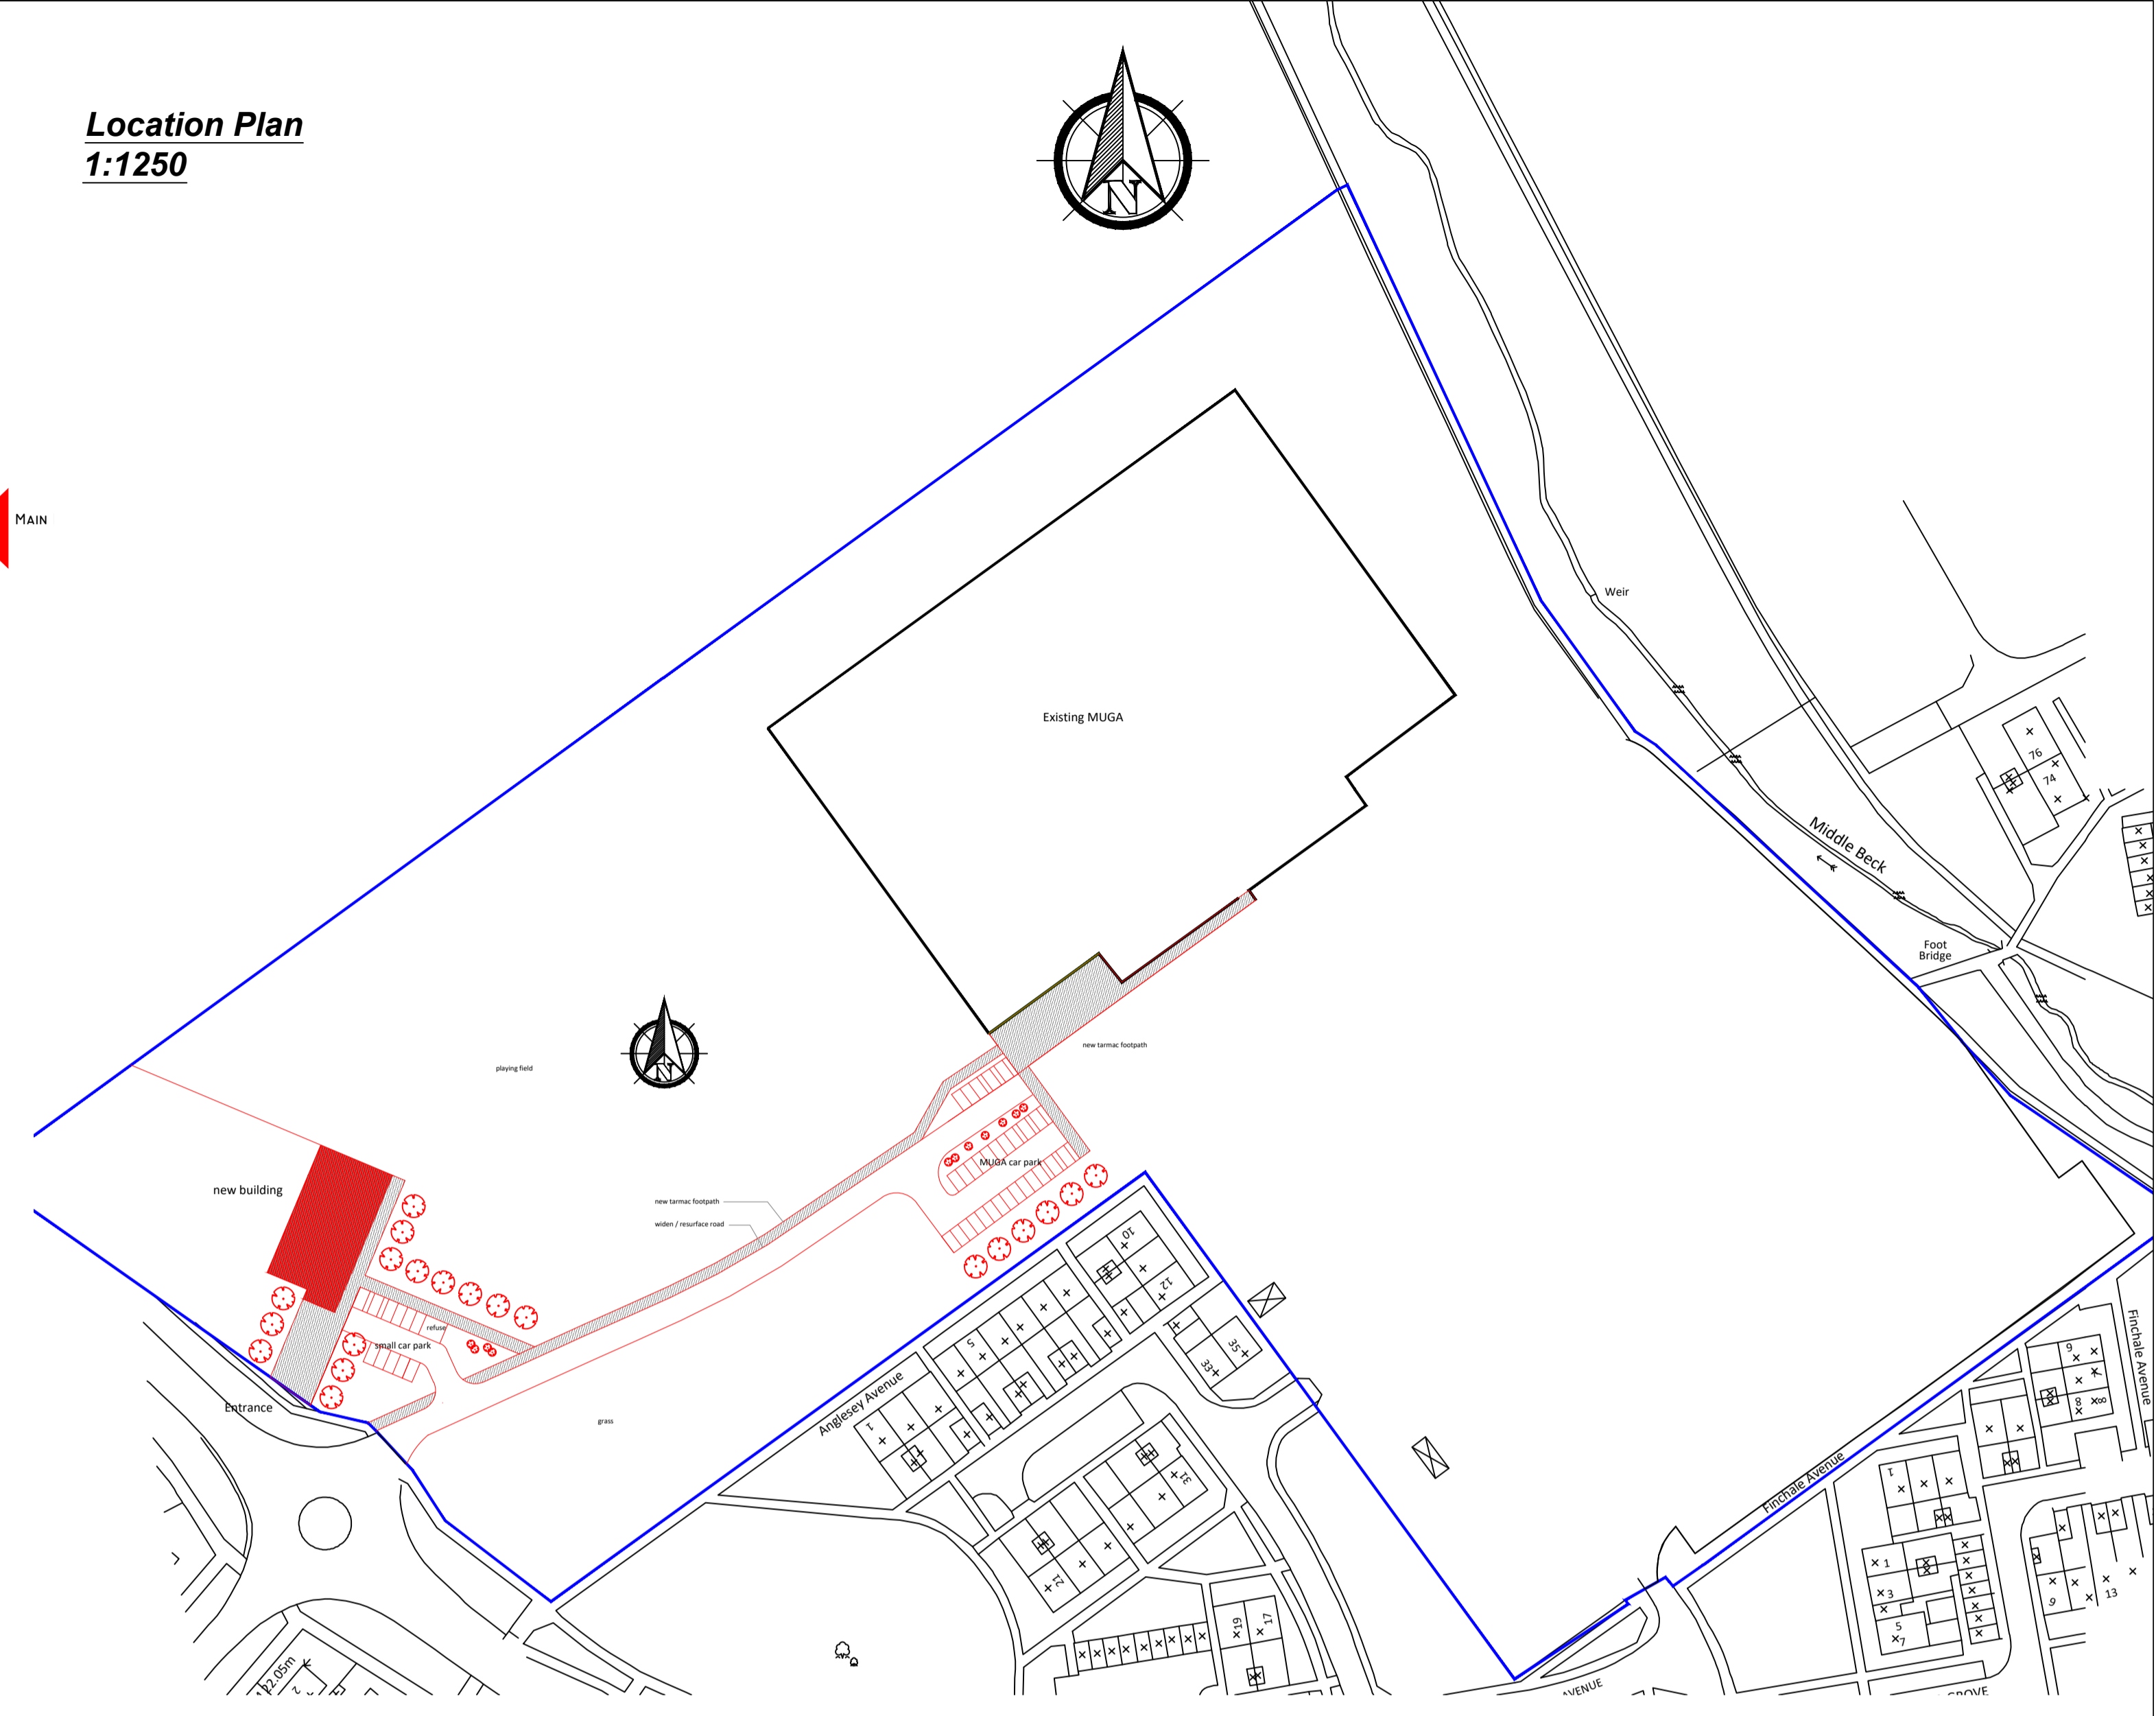 Location Plan
1:1250
N
MAIN
Weir
Existing MUGA
76
74
Middle Beck
Foot
Bridge
new tarmac footpath
playing field
N
MUGA car park
new building
new tarmac footpath
widen / resurface road
10
12
refuse
small car park
5
35
33
Finchale Avenue
Entrance
grass
Anglesey Avenue
1
9
8
31
21
Finchale Avenue
1
1
3
5
7
9
13
19
17
22.05m
2
AVENUE
GROVE